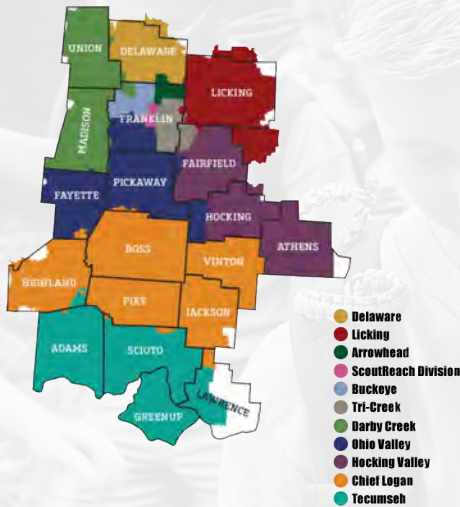 UNION
DELAWARE
LICKING
FRANKLIN
MADISON
FAIRFIELD
PICKAWAY
FAYETTE
HOCKING
ATHENS
ROSS
VINTON
HIGHLAND
PIKE
JACKSON
ADAMS
SCIOTO
LAWRENCE
GREENUP
Delaware
Licking
Arrowhead
ScoutReach Division
Buckeye
Tri-Creek
Darby Creek
Ohio Valley
Hocking Valley
Chief Logan
Tecumseh